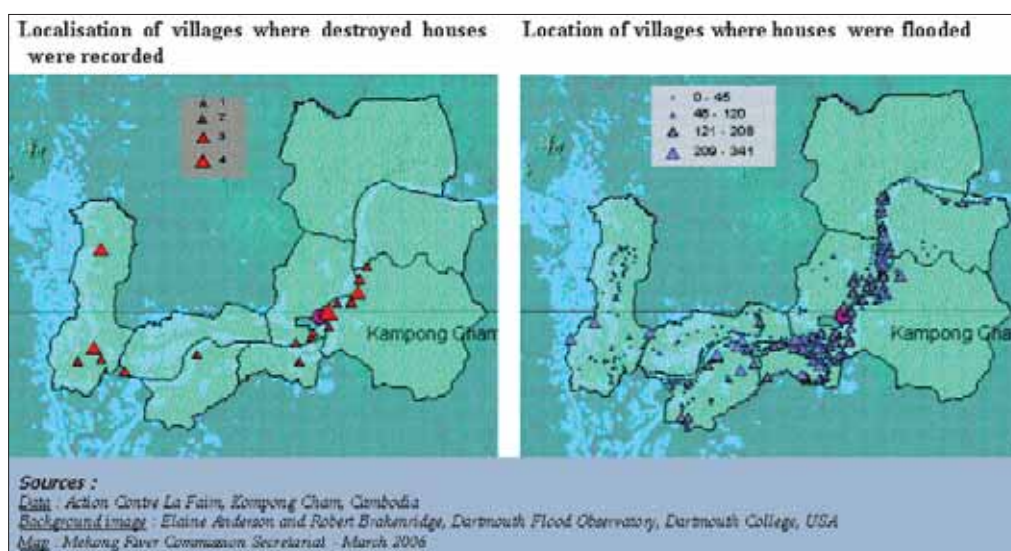 Localisation of villages where destroyed houses
were recorded
1
2
3
4
Location of villages where houses were flooded
0 - 45
46 - 120
121 - 208
209 - 341
Kampong Cham
Kampong Cham
Sources :
Data : Action Contre La Faim, Kompong Cham, Cambodia
Background image : Elaine Anderson and Robert Brakenridge, Dartmouth Flood Observatory, Dartmouth College, USA
Map : Mekong River Commission Secretariat - March 2006